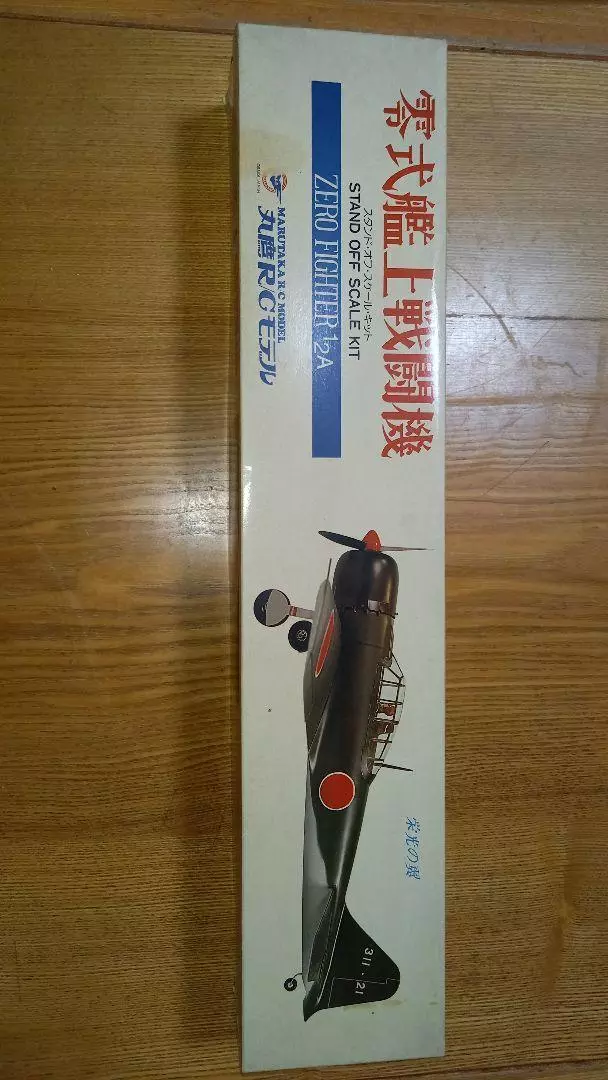 零式艦上戦闘機
スタンド・オフ・スケール・キット
STAND OFF SCALE KIT
ZERO FIGHTER 1/2A
MARUTAKA R/C MODEL
丸鷹R/Cモデル
栄光の翼
311・21